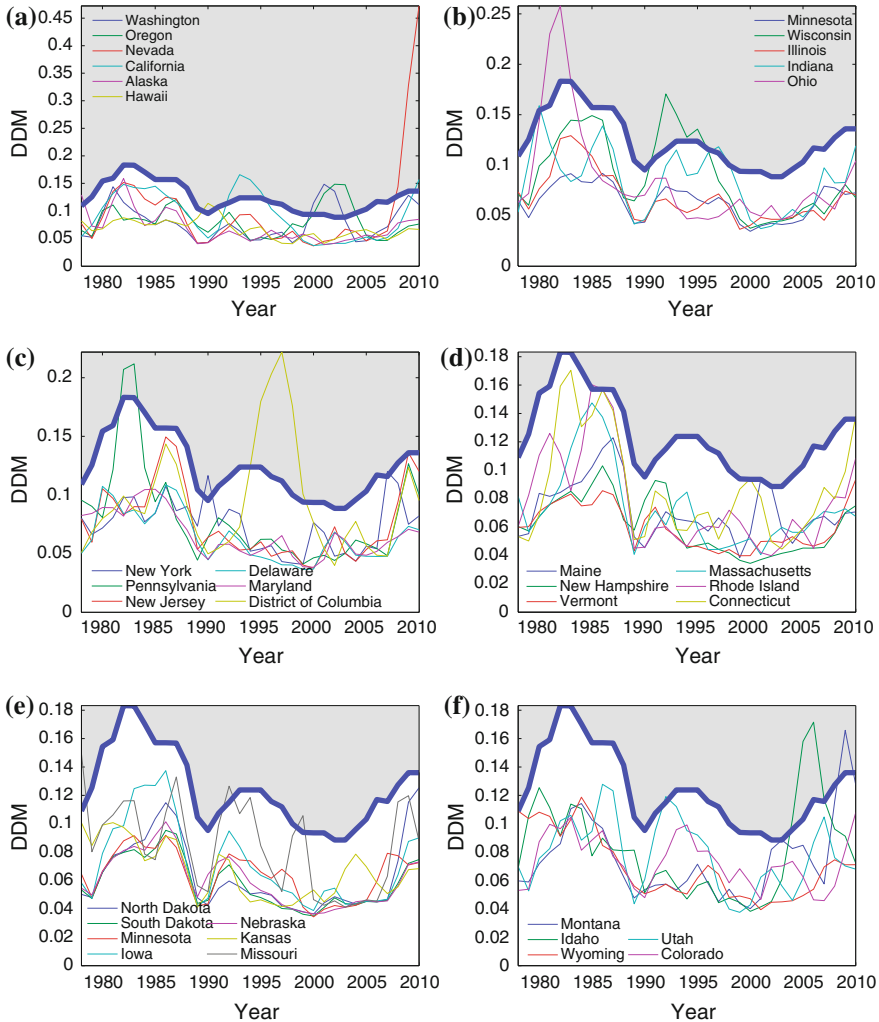 (a)
Washington
Oregon
Nevada
California
Alaska
Hawaii
0.45
0.4
0.35
0.3
0.25
0.2
0.15
0.1
0.05
0
DDM
1980 1985 1990 1995 2000 2005 2010
Year
(b)
Minnesota
Wisconsin
Illinois
Indiana
Ohio
0.25
0.2
0.15
0.1
0.05
0
DDM
1980 1985 1990 1995 2000 2005 2010
Year
(c)
0.2
0.15
0.1
0.05
0
DDM
New York Delaware
Pennsylvania Maryland
New Jersey District of Columbia
1980 1985 1990 1995 2000 2005 2010
Year
(d)
0.18
0.16
0.14
0.12
0.1
0.08
0.06
0.04
0.02
0
DDM
Maine Massachusetts
New Hampshire Rhode Island
Vermont Connecticut
1980 1985 1990 1995 2000 2005 2010
Year
(e)
0.18
0.16
0.14
0.12
0.1
0.08
0.06
0.04
0.02
0
DDM
North Dakota
South Dakota Nebraska
Minnesota Kansas
Iowa Missouri
1980 1985 1990 1995 2000 2005 2010
Year
(f)
0.18
0.16
0.14
0.12
0.1
0.08
0.06
0.04
0.02
0
DDM
Montana
Idaho Utah
Wyoming Colorado
1980 1985 1990 1995 2000 2005 2010
Year